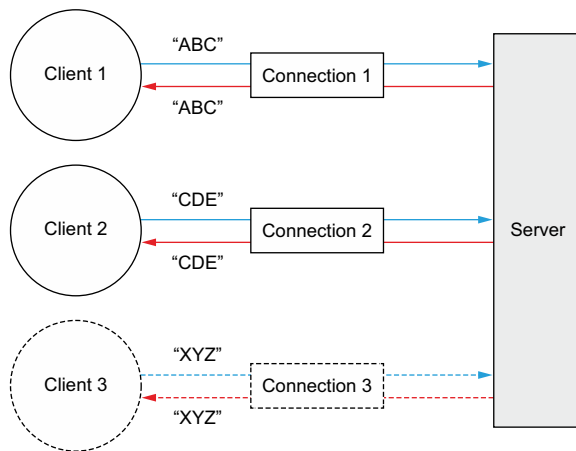 “ABC”
Client 1
Connection 1
“ABC”
“CDE”
Client 2
Connection 2
Server
“CDE”
“XYZ”
Client 3
Connection 3
“XYZ”